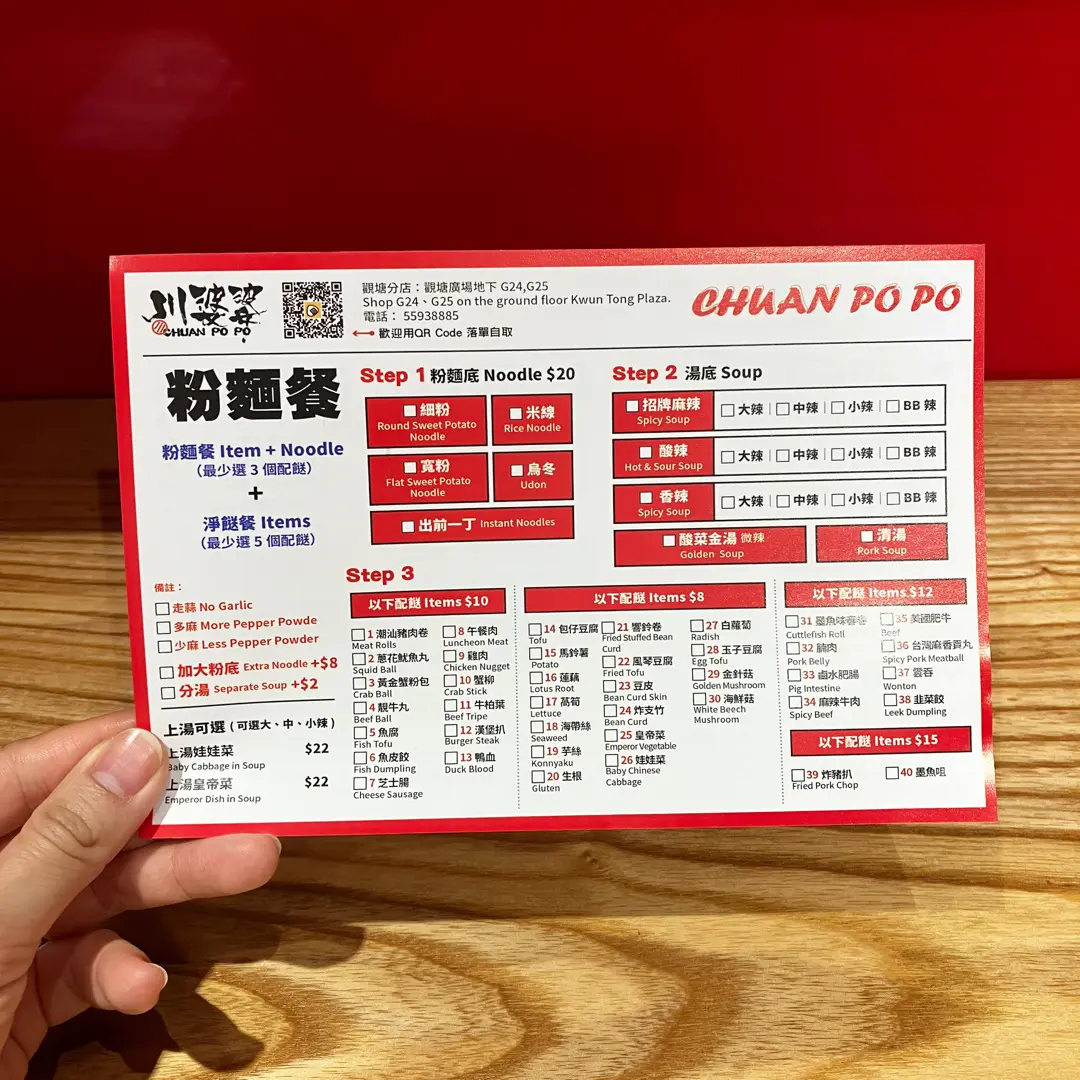 川婆婆
CHUAN PO PO
觀塘分店：觀塘廣場地下 G24,G25
Shop G24、G25 on the ground floor Kwun Tong Plaza.
電話： 55938885
歡迎用QR Code 落單自取
CHUAN PO PO
粉麵餐
粉麵餐 Item + Noodle
（最少選 3 個配餸）
+
淨餸餐 Items
（最少選 5 個配餸）
備註：
走蒜 No Garlic
多麻 More Pepper Powde
少麻 Less Pepper Powder
加大粉底 Extra Noodle +$8
分湯 Separate Soup +$2
上湯可選 ( 可選大、中、小辣 )
上湯娃娃菜 $22
Baby Cabbage in Soup
上湯皇帝菜 $22
Emperor Dish in Soup
Step 1 粉麵底 Noodle $20
細粉
Round Sweet Potato
Noodle
米線
Rice Noodle
寬粉
Flat Sweet Potato
Noodle
烏冬
Udon
出前一丁 Instant Noodles
Step 2 湯底 Soup
招牌麻辣
Spicy Soup
大辣 中辣 小辣 BB 辣
酸辣
Hot & Sour Soup
大辣 中辣 小辣 BB 辣
香辣
Spicy Soup
大辣 中辣 小辣 BB 辣
酸菜金湯 微辣
Golden Soup
清湯
Pork Soup
Step 3
以下配餸 Items $10
1 潮汕豬肉卷
Meat Rolls
2 蔥花魷魚丸
Squid Ball
3 黃金蟹粉包
Crab Ball
4 靚牛丸
Beef Ball
5 魚腐
Fish Tofu
6 魚皮餃
Fish Dumpling
7 芝士腸
Cheese Sausage
8 午餐肉
Luncheon Meat
9 雞肉
Chicken Nugget
10 蟹柳
Crab Stick
11 牛柏葉
Beef Tripe
12 漢堡扒
Burger Steak
13 鴨血
Duck Blood
以下配餸 Items $8
14 包仔豆腐
Tofu
15 馬鈴薯
Potato
16 蓮藕
Lotus Root
17 萵筍
Lettuce
18 海帶絲
Seaweed
19 芋絲
Konnyaku
20 生根
Gluten
21 響鈴卷
Fried Stuffed Bean
Curd
22 風琴豆腐
Fried Tofu
23 豆皮
Bean Curd Skin
24 炸支竹
Bean Curd
25 皇帝菜
Emperor Vegetable
26 娃娃菜
Baby Chinese
Cabbage
27 白蘿蔔
Radish
28 玉子豆腐
Egg Tofu
29 金針菇
Golden Mushroom
30 海鮮菇
White Beech
Mushroom
以下配餸 Items $12
31 墨魚味春卷
Cuttlefish Roll
32 腩肉
Pork Belly
33 鹵水肥腸
Pig Intestine
34 麻辣牛肉
Spicy Beef
35 美國肥牛
Beef
36 台灣麻香貢丸
Spicy Pork Meatball
37 雲吞
Wonton
38 韭菜餃
Leek Dumpling
以下配餸 Items $15
39 炸豬扒
Fried Pork Chop
40 墨魚咀